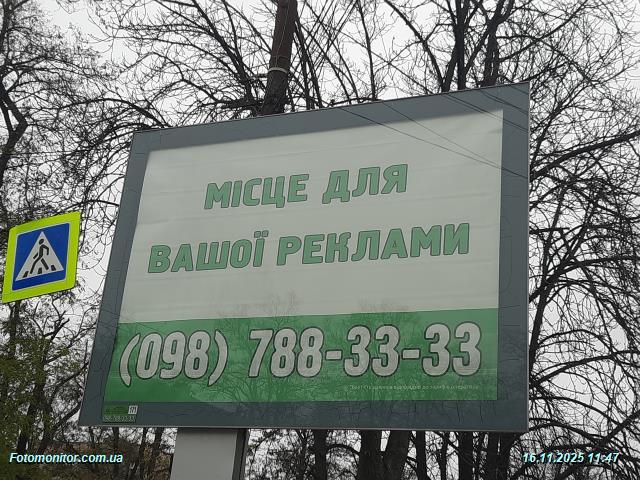 МІСЦЕ ДЛЯ
ВАШОЇ РЕКЛАМИ
(098) 788-33-33
Fotomonitor.com.ua
16.11.2025 11:47